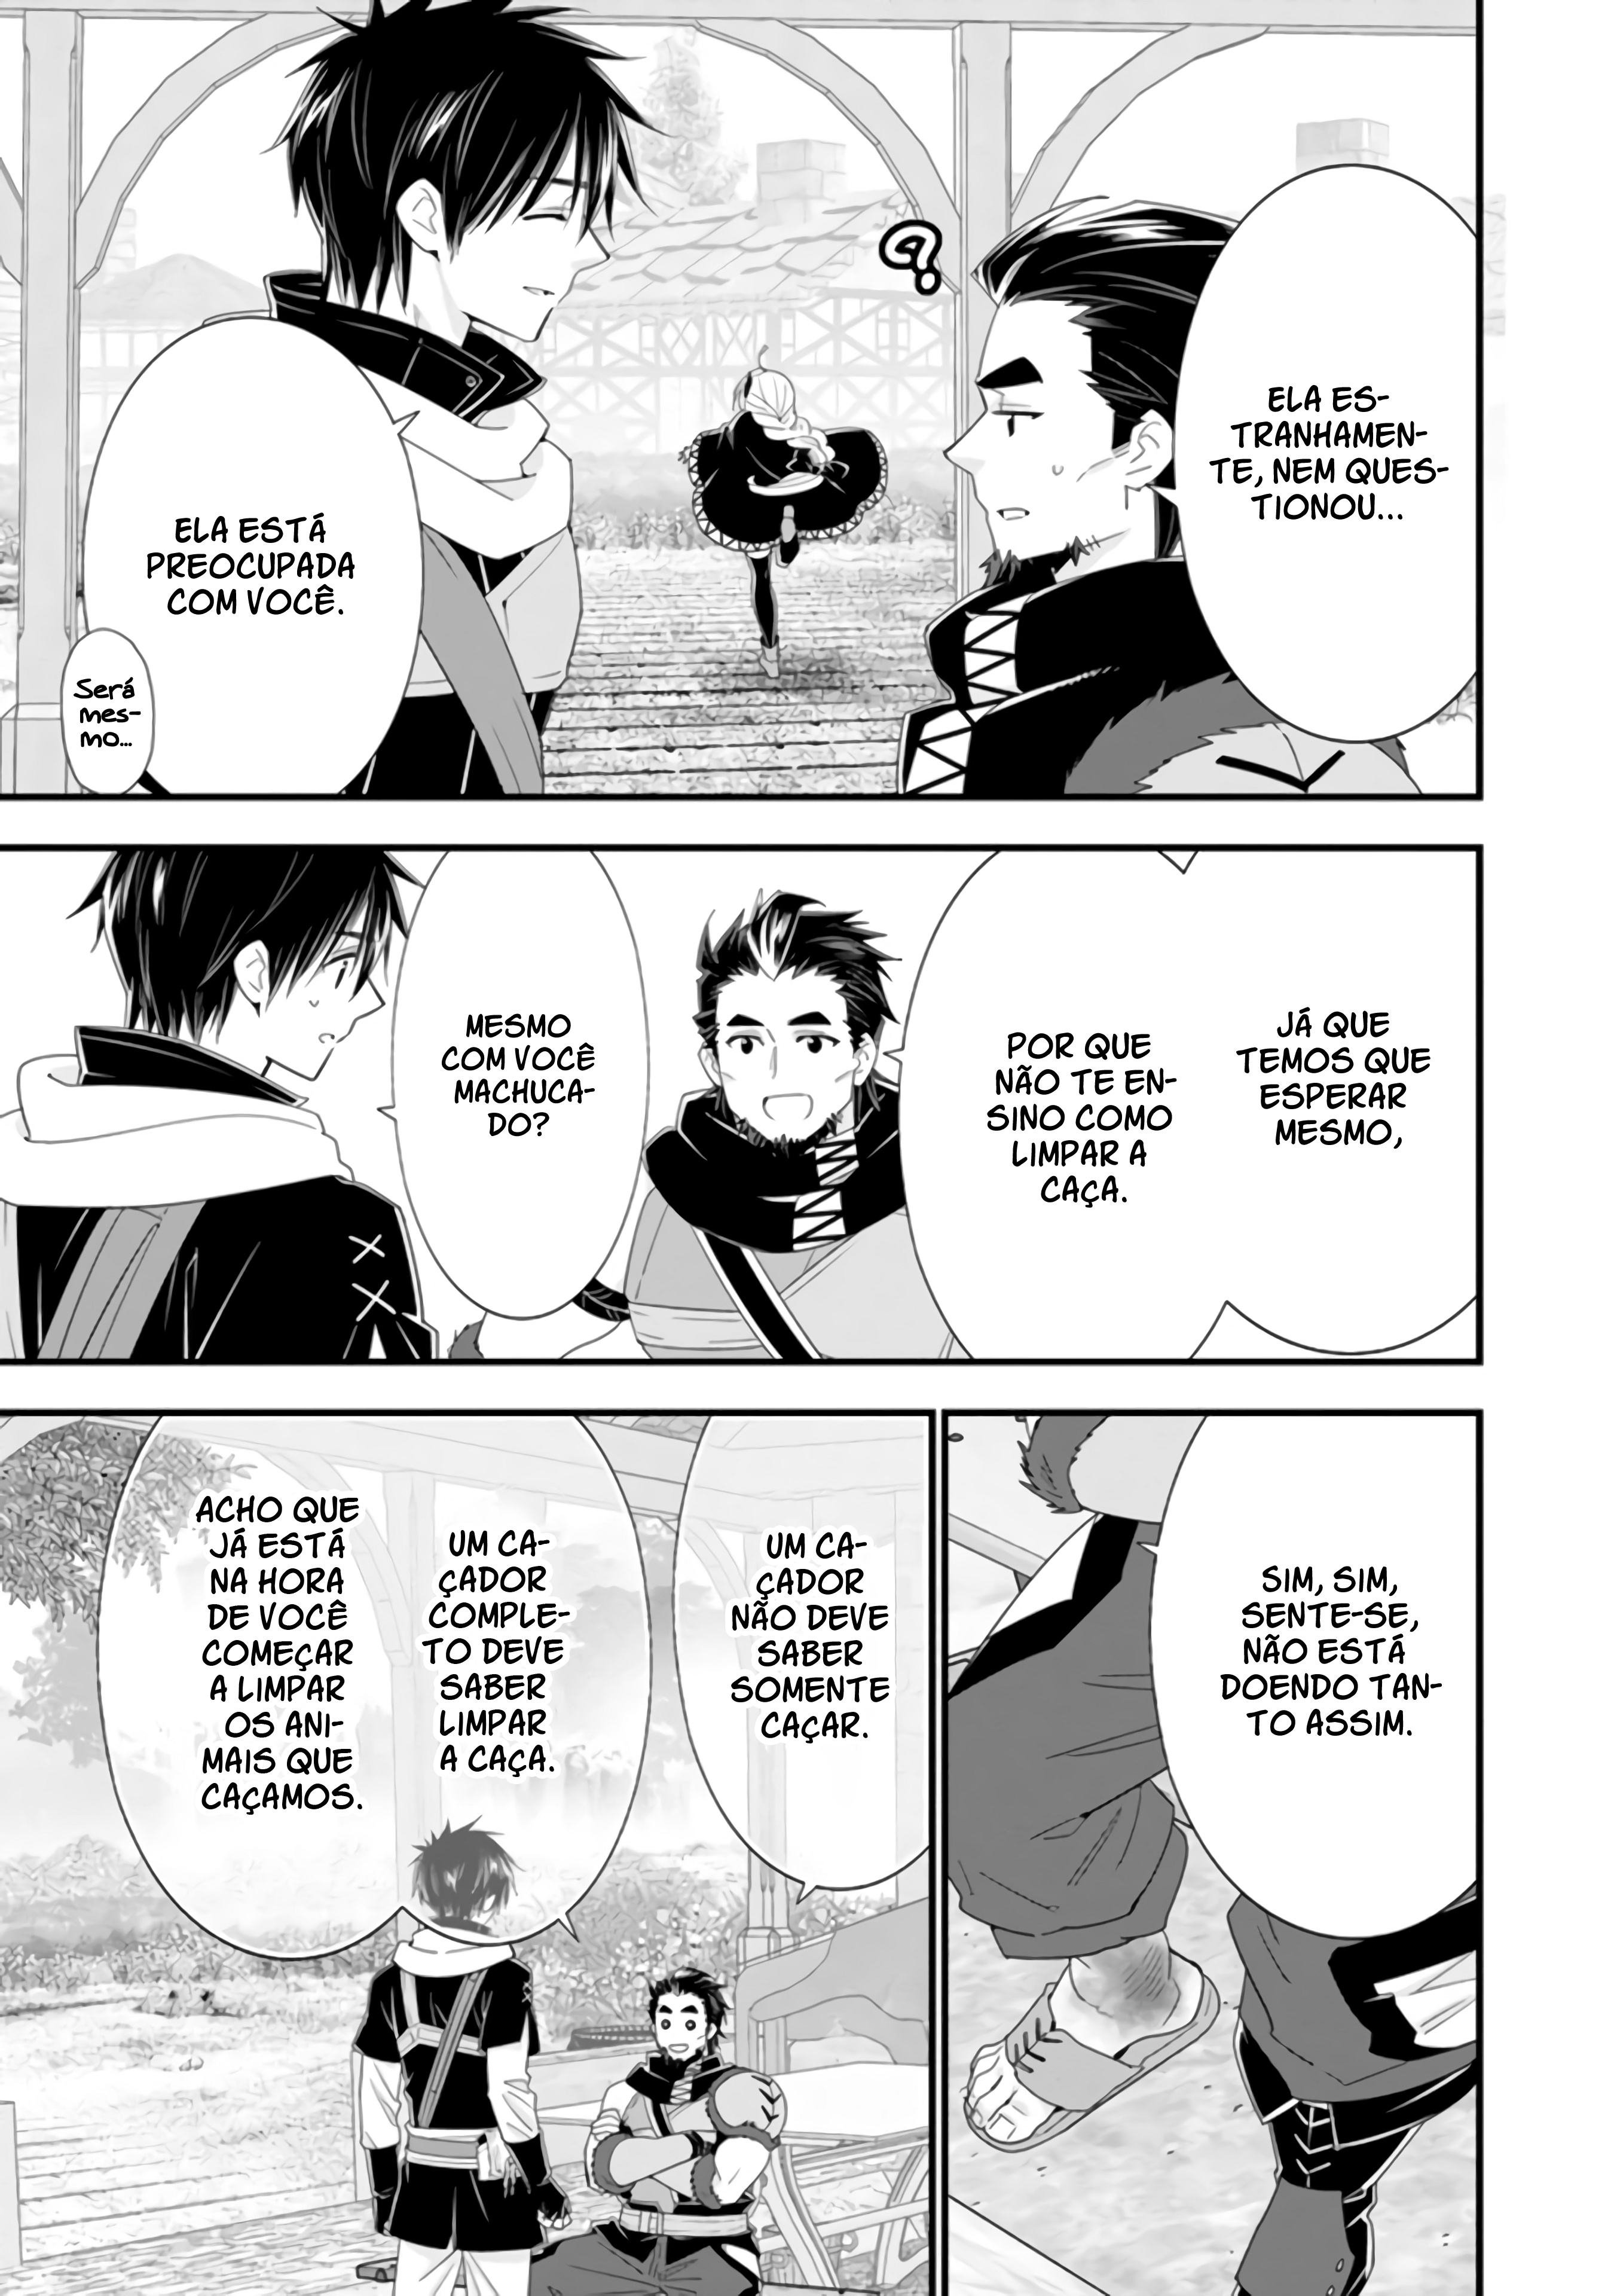 ELA ES-
TRANHAMEN-
TE, NEM QUES-
TIONOU...
?
ELA ESTÁ
PREOCUPADA
COM VOCÊ.
Será
mes-
mo...
JÁ QUE
TEMOS QUE
ESPERAR
MESMO,
POR QUE
NÃO TE EN-
SINO COMO
LIMPAR A
CAÇA.
MESMO
COM VOCÊ
MACHUCA-
DO?
SIM, SIM,
SENTE-SE,
NÃO ESTÁ
DOENDO TAN-
TO ASSIM.
UM CA-
ÇADOR
NÃO DEVE
SABER
SOMENTE
CAÇAR.
UM CA-
ÇADOR
COMPLE-
TO DEVE
SABER
LIMPAR
A CAÇA.
ACHO QUE
JÁ ESTÁ
NA HORA
DE VOCÊ
COMEÇAR
A LIMPAR
OS ANI-
MAIS QUE
CAÇAMOS.